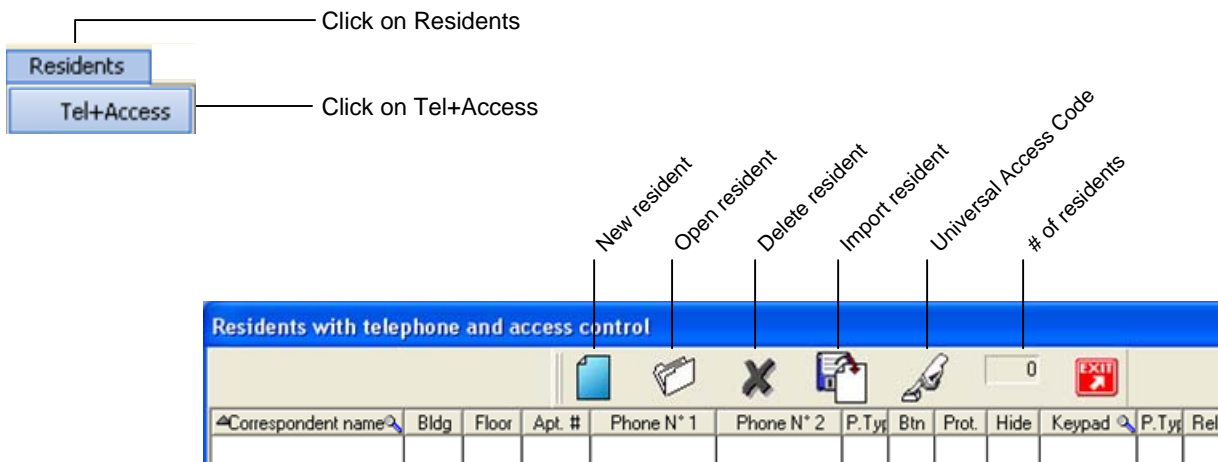 Click on Residents
Residents
Tel+Access
Click on Tel+Access
New resident
Open resident
Delete resident
Import resident
Universal Access Code
# of residents
Residents with telephone and access control
0
EXIT
Correspondent name Bldg Floor Apt. # Phone N° 1 Phone N° 2 P.Typ Btn Prot. Hide Keypad P.Typ Rel